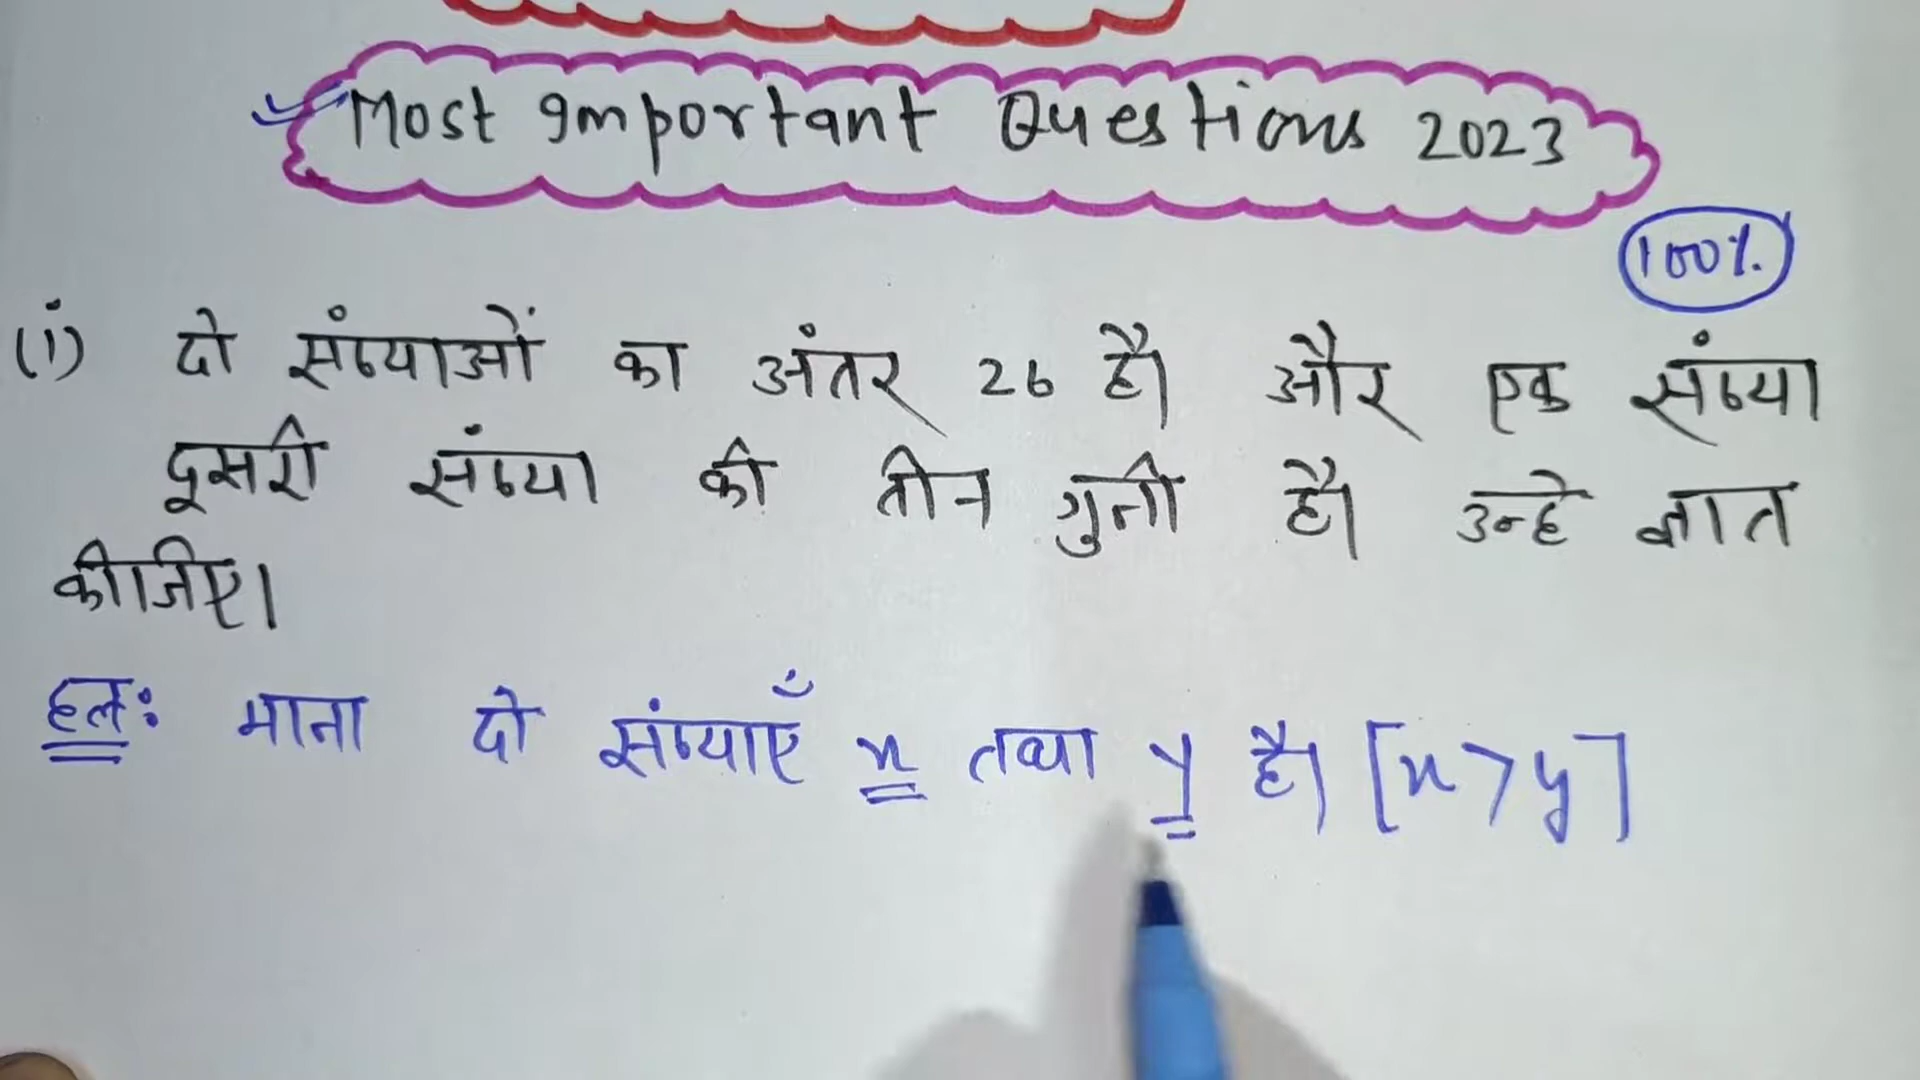 Most Important Questions 2023
100%
(i) दो संख्याओं का अंतर 26 है। और एक संख्या
दूसरी संख्या की तीन गुनी है। उन्हे ज्ञात
कीजिए।
हल: माना दो संख्याएँ x तथा y है। [x>y]